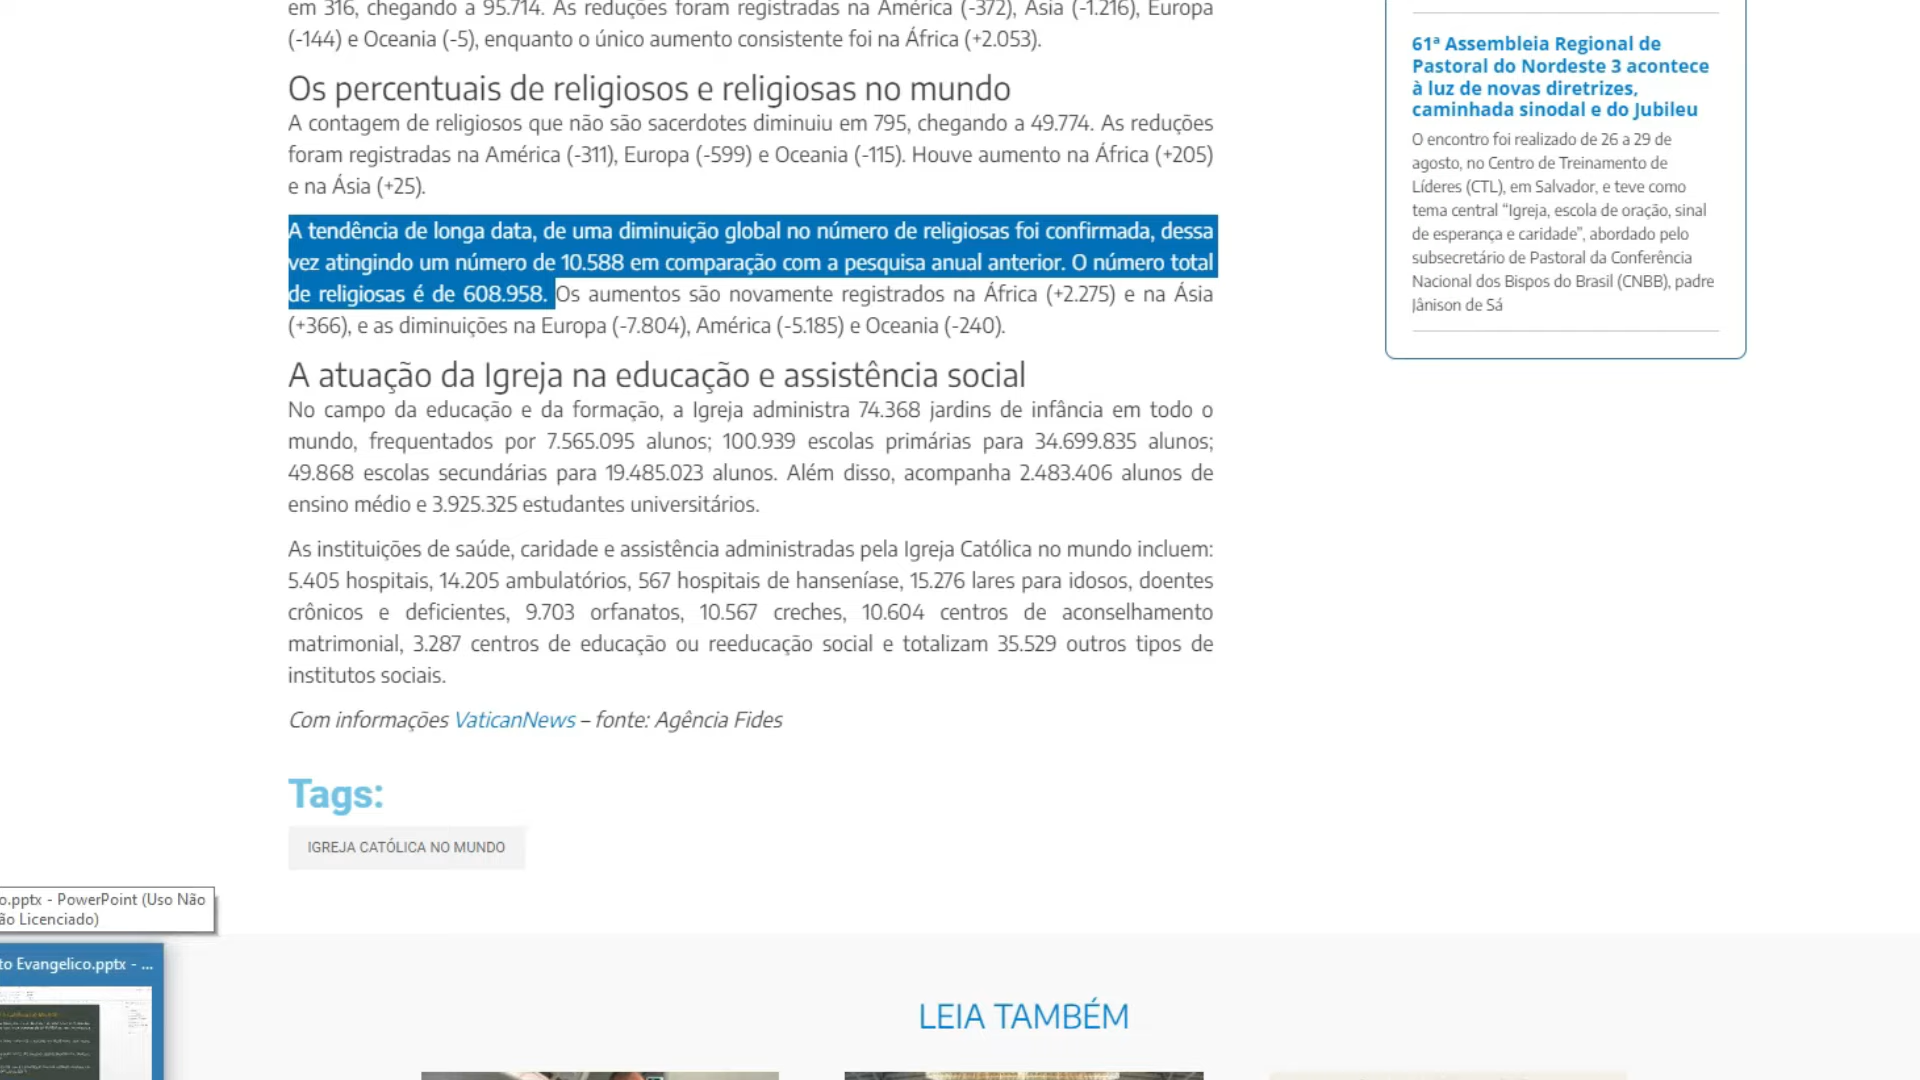 em 316, chegando a 95.714. As reduções foram registradas na América (-372), Ásia (-1.216), Europa
(-144) e Oceania (-5), enquanto o único aumento consistente foi na África (+2.053).
Os percentuais de religiosos e religiosas no mundo
A contagem de religiosos que não são sacerdotes diminuiu em 795, chegando a 49.774. As reduções
foram registradas na América (-311), Europa (-599) e Oceania (-115). Houve aumento na África (+205)
e na Ásia (+25).
A tendência de longa data, de uma diminuição global no número de religiosas foi confirmada, dessa
vez atingindo um número de 10.588 em comparação com a pesquisa anual anterior. O número total
de religiosas é de 608.958. Os aumentos são novamente registrados na África (+2.275) e na Ásia
(+366), e as diminuições na Europa (-7.804), América (-5.185) e Oceania (-240).
A atuação da Igreja na educação e assistência social
No campo da educação e da formação, a Igreja administra 74.368 jardins de infância em todo o
mundo, frequentados por 7.565.095 alunos; 100.939 escolas primárias para 34.699.835 alunos;
49.868 escolas secundárias para 19.485.023 alunos. Além disso, acompanha 2.483.406 alunos de
ensino médio e 3.925.325 estudantes universitários.
As instituições de saúde, caridade e assistência administradas pela Igreja Católica no mundo incluem:
5.405 hospitais, 14.205 ambulatórios, 567 hospitais de hanseníase, 15.276 lares para idosos, doentes
crônicos e deficientes, 9.703 orfanatos, 10.567 creches, 10.604 centros de aconselhamento
matrimonial, 3.287 centros de educação ou reeducação social e totalizam 35.529 outros tipos de
institutos sociais.
Com informações VaticanNews – fonte: Agência Fides
Tags:
IGREJA CATÓLICA NO MUNDO
61ª Assembleia Regional de
Pastoral do Nordeste 3 acontece
à luz de novas diretrizes,
caminhada sinodal e do Jubileu
O encontro foi realizado de 26 a 29 de
agosto, no Centro de Treinamento de
Líderes (CTL), em Salvador, e teve como
tema central “Igreja, escola de oração, sinal
de esperança e caridade”, abordado pelo
subsecretário de Pastoral da Conferência
Nacional dos Bispos do Brasil (CNBB), padre
Jânison de Sá
o.pptx - PowerPoint (Uso Não
ão Licenciado)
to Evangelico.pptx - ...
LEIA TAMBÉM